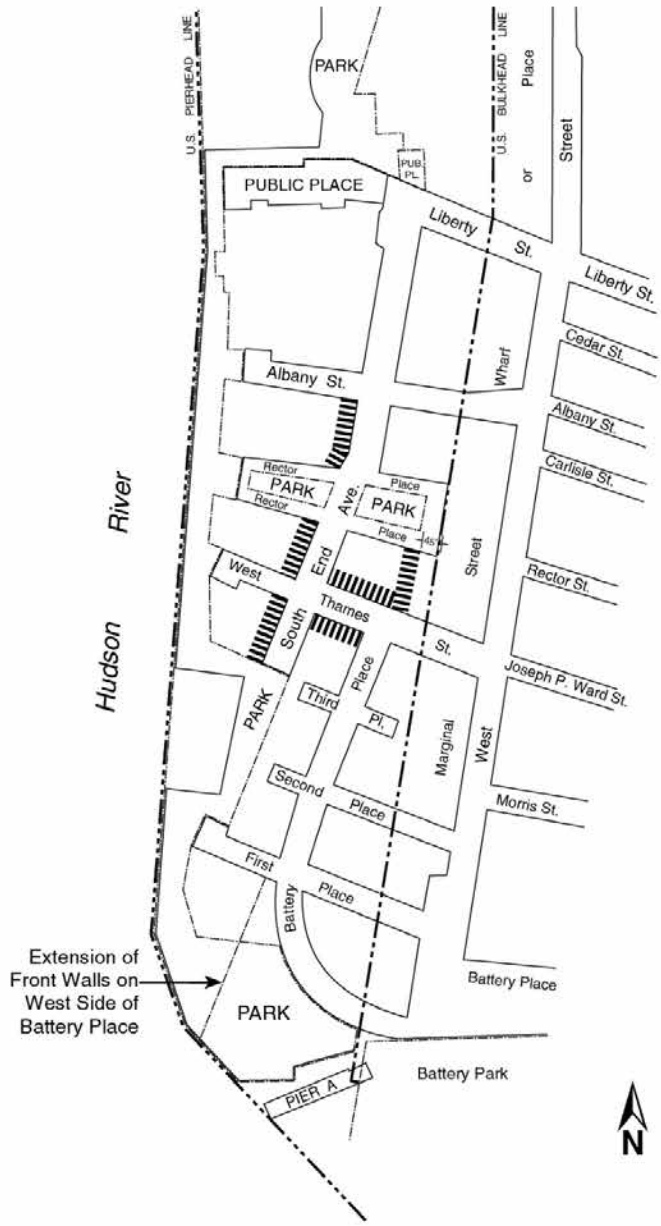 U.S. PIERHEAD LINE
PARK
U.S. BULKHEAD LINE
Place
or
Street
PUB.
PL.
PUBLIC PLACE
Liberty St.
Liberty St.
Cedar St.
Wharf
Albany St.
Albany St.
Carlisle St.
Rector
PARK
Rector
Place
Ave.
PARK
Place
45°
River
Hudson
West
End
South
Thames
St.
Street
Rector St.
Joseph P. Ward St.
Place
Third
Pl.
PARK
Marginal
West
Second
Place
Morris St.
First
Place
Battery
Extension of
Front Walls on
West Side of
Battery Place
PARK
Battery Place
Battery Park
PIER A
N